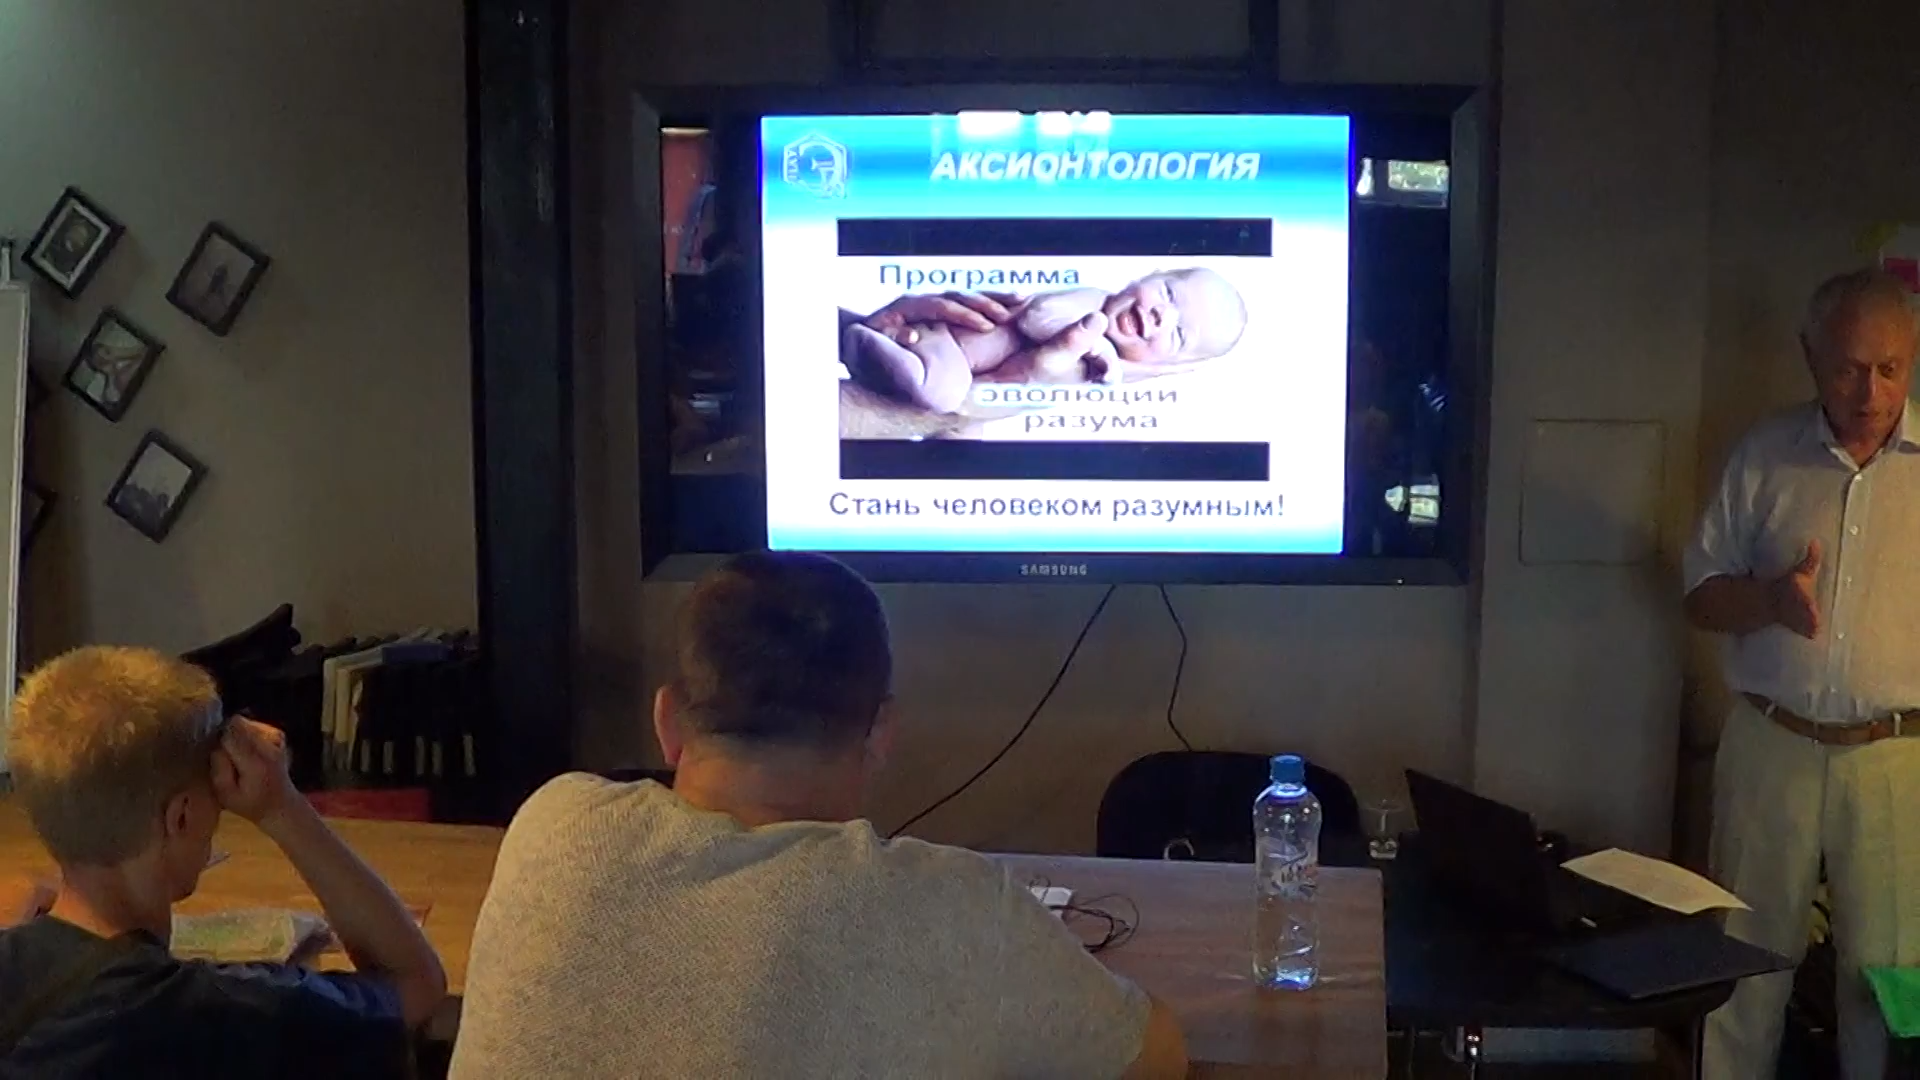 АКСИОНТОЛОГИЯ
Программа
эволюции
разума
Стань человеком разумным!
SAMSUNG